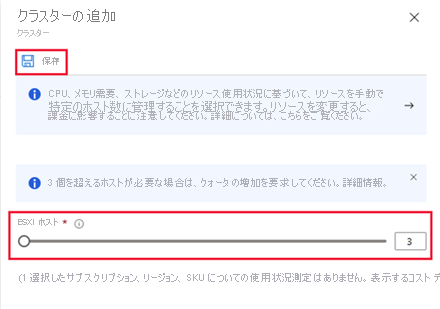 クラスターの追加
クラスター
保存
CPU、メモリ需要、ストレージなどのリソース使用状況に基づいて、リソースを手動で
特定のホスト数に管理することを選択できます。リソースを変更すると、
課金に影響することに注意してください。詳細については、こちらをご覧ください。
3 個を超えるホストが必要な場合は、クォータの増加を要求してください。詳細情報。
ESXi ホスト *
3
(1 選択したサブスクリプション、リージョン、SKU についての使用状況測定はありません。表示するコスト デ